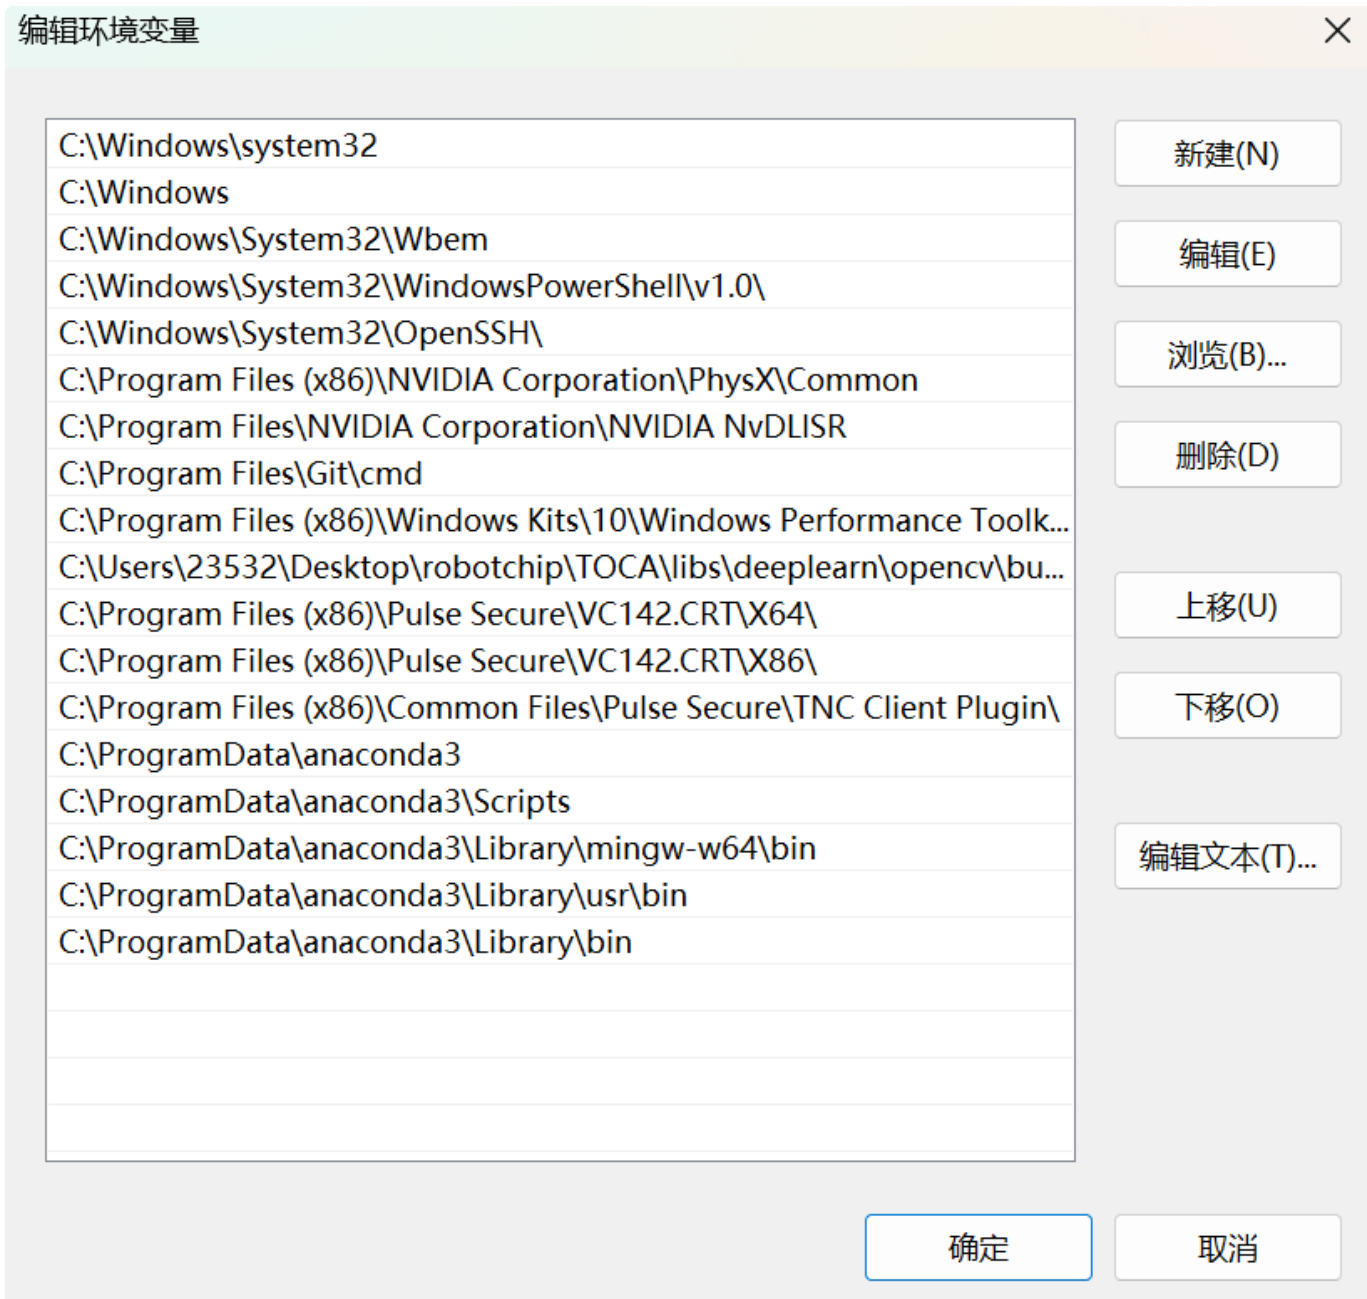 编辑环境变量
C:\Windows\system32
C:\Windows
C:\Windows\System32\Wbem
C:\Windows\System32\WindowsPowerShell\v1.0\
C:\Windows\System32\OpenSSH\
C:\Program Files (x86)\NVIDIA Corporation\PhysX\Common
C:\Program Files\NVIDIA Corporation\NVIDIA NvDLISR
C:\Program Files\Git\cmd
C:\Program Files (x86)\Windows Kits\10\Windows Performance Toolk...
C:\Users\23532\Desktop\robotchip\TOCA\libs\deeplearn\opencv\bu...
C:\Program Files (x86)\Pulse Secure\VC142.CRT\X64\
C:\Program Files (x86)\Pulse Secure\VC142.CRT\X86\
C:\Program Files (x86)\Common Files\Pulse Secure\TNC Client Plugin\
C:\ProgramData\anaconda3
C:\ProgramData\anaconda3\Scripts
C:\ProgramData\anaconda3\Library\mingw-w64\bin
C:\ProgramData\anaconda3\Library\usr\bin
C:\ProgramData\anaconda3\Library\bin
新建(N)
编辑(E)
浏览(B)...
删除(D)
上移(U)
下移(O)
编辑文本(T)...
确定
取消